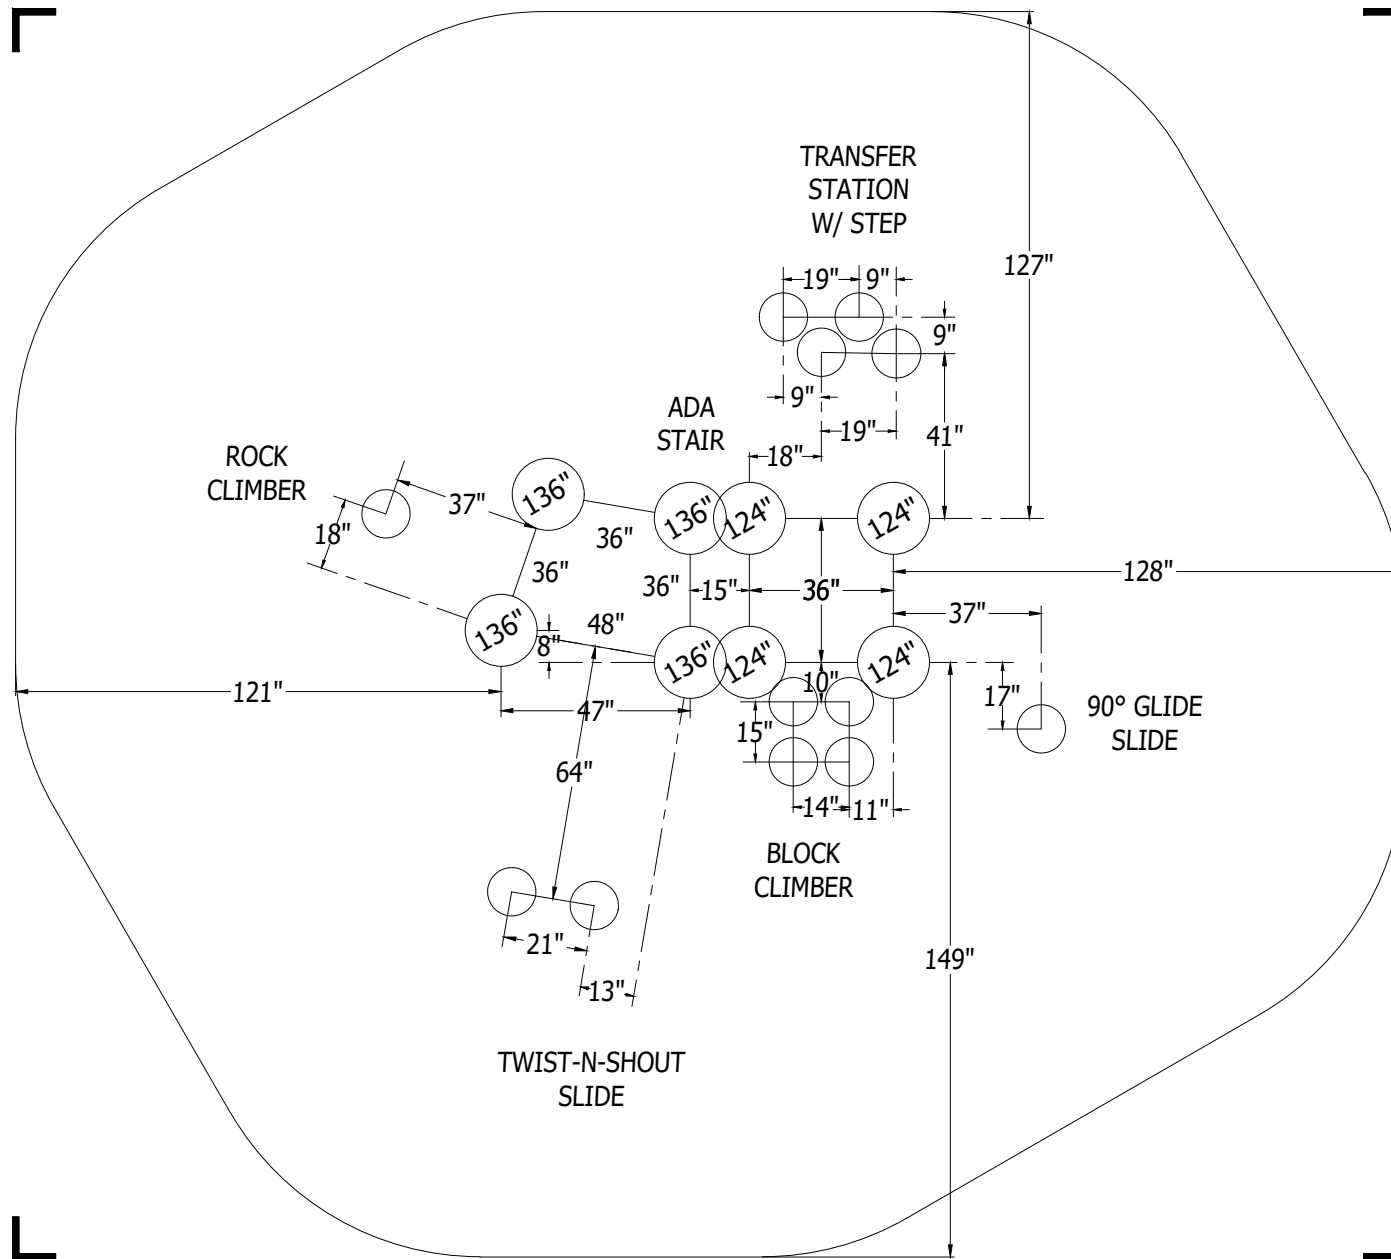 TRANSFER
STATION
W/ STEP
127"
19"
9"
9"
9"
19"
41"
18"
ADA
STAIR
ROCK
CLIMBER
37"
18"
136"
136"
124"
124"
36"
36"
36"
15"
36"
128"
37"
136"
48"
8"
136"
124"
124"
10"
17"
121"
47"
15"
90° GLIDE
SLIDE
64"
14"
11"
BLOCK
CLIMBER
21"
13"
149"
TWIST-N-SHOUT
SLIDE